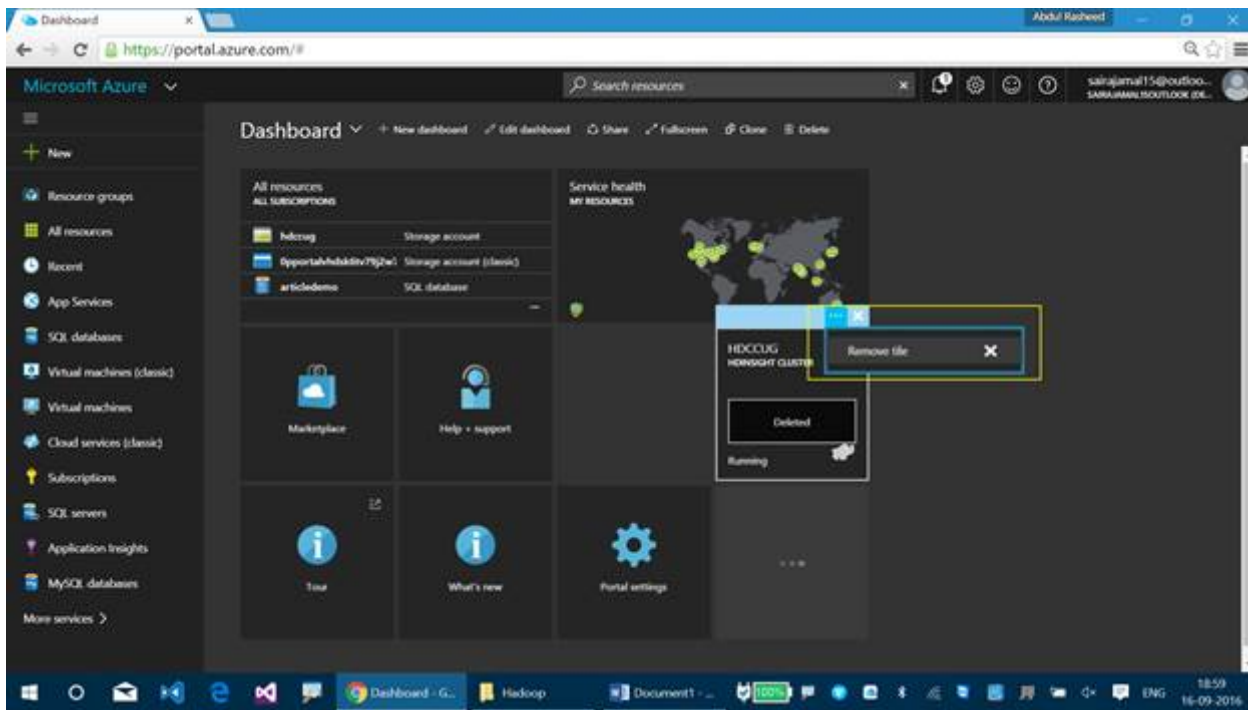 Dashboard
Abdul Rasheed
https://portal.azure.com/#
Microsoft Azure
Search resources
1
sairajamal15@outloo...
Dashboard
New dashboard
Edit dashboard
Share
Fullscreen
Clone
Delete
New
Resource groups
All resources
Recent
App Services
SQL databases
Virtual machines (classic)
Virtual machines
Cloud services (classic)
Subscriptions
SQL servers
Application Insights
MySQL databases
More services >
All resources
ALL SUBSCRIPTIONS
hdccug Storage account
Storage account (classic)
articledemo SQL database
Service health
MY RESOURCES
Marketplace
Help + support
HDCCUG
HDINSIGHT CLUSTER
Remove tile
Deleted
Running
Tour
What's new
Portal settings
Dashboard - G...
Hadoop
Document1 - ...
100%
ENG
18:59
16-09-2016